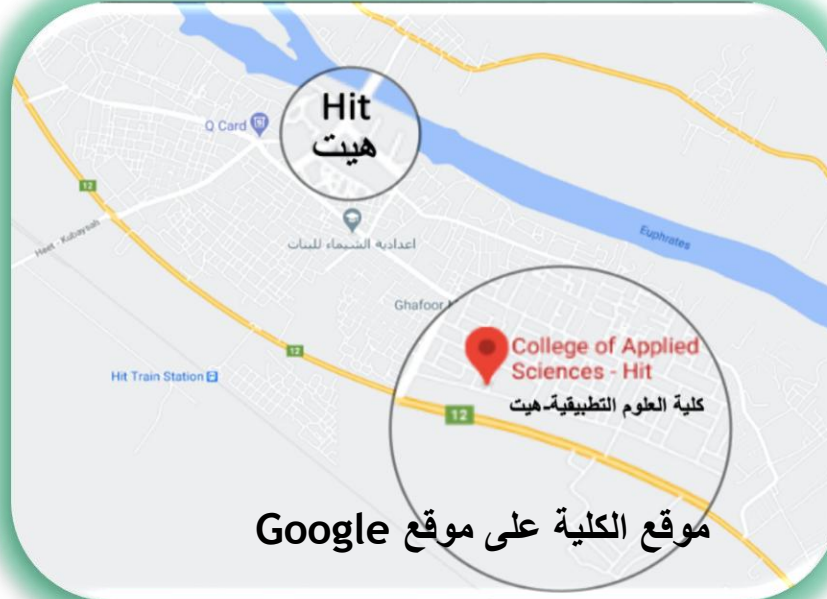 Hit
هيت
Q Card
12
Heet - Kubaysah
اعدادية الشيماء للبنات
Euphrates
Ghafoor
12
Hit Train Station
College of Applied
Sciences - Hit
كلية العلوم التطبيقية-هيت
12
موقع الكلية على موقع Google